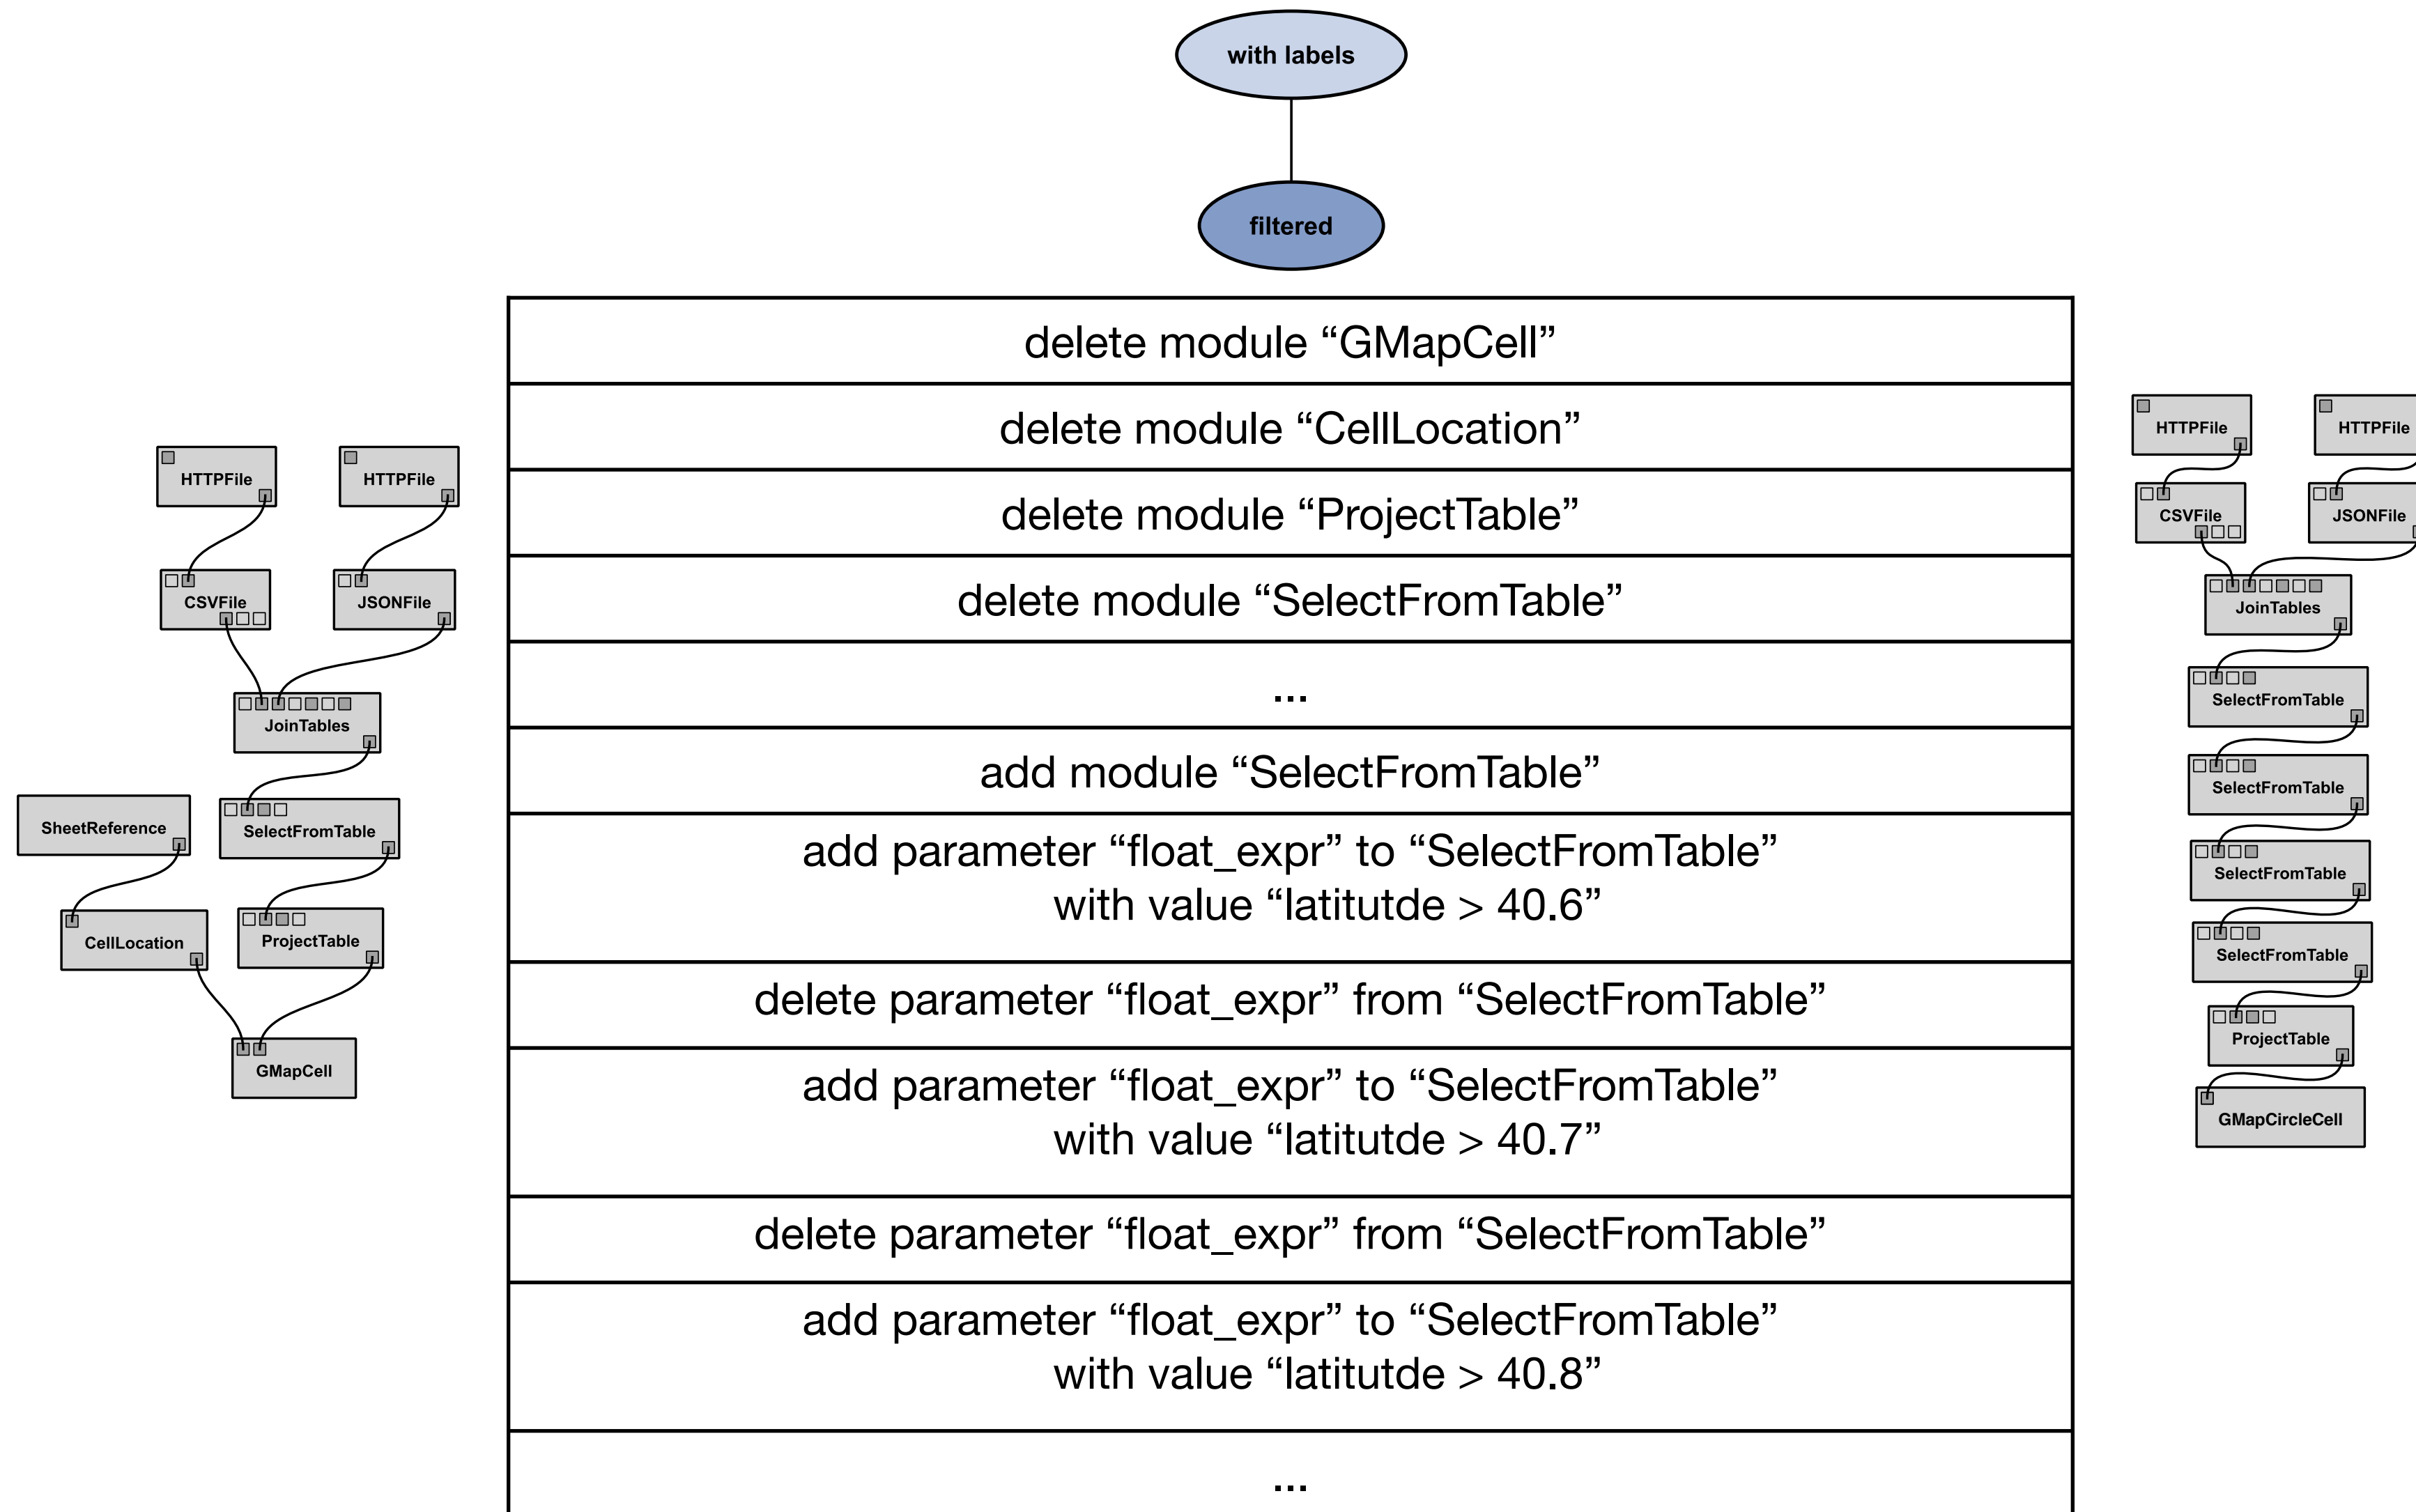 with labels
filtered
HTTPFile
HTTPFile
CSVFile
JSONFile
JoinTables
SheetReference
SelectFromTable
CellLocation
ProjectTable
GMapCell
delete module “GMapCell”
delete module “CellLocation”
delete module “ProjectTable”
delete module “SelectFromTable”
...
add module “SelectFromTable”
add parameter “float_expr” to “SelectFromTable”
with value “latitutde > 40.6”
delete parameter “float_expr” from “SelectFromTable”
add parameter “float_expr” to “SelectFromTable”
with value “latitutde > 40.7”
delete parameter “float_expr” from “SelectFromTable”
add parameter “float_expr” to “SelectFromTable”
with value “latitutde > 40.8”
...
HTTPFile
HTTPFile
CSVFile
JSONFile
JoinTables
SelectFromTable
SelectFromTable
SelectFromTable
SelectFromTable
ProjectTable
GMapCircleCell